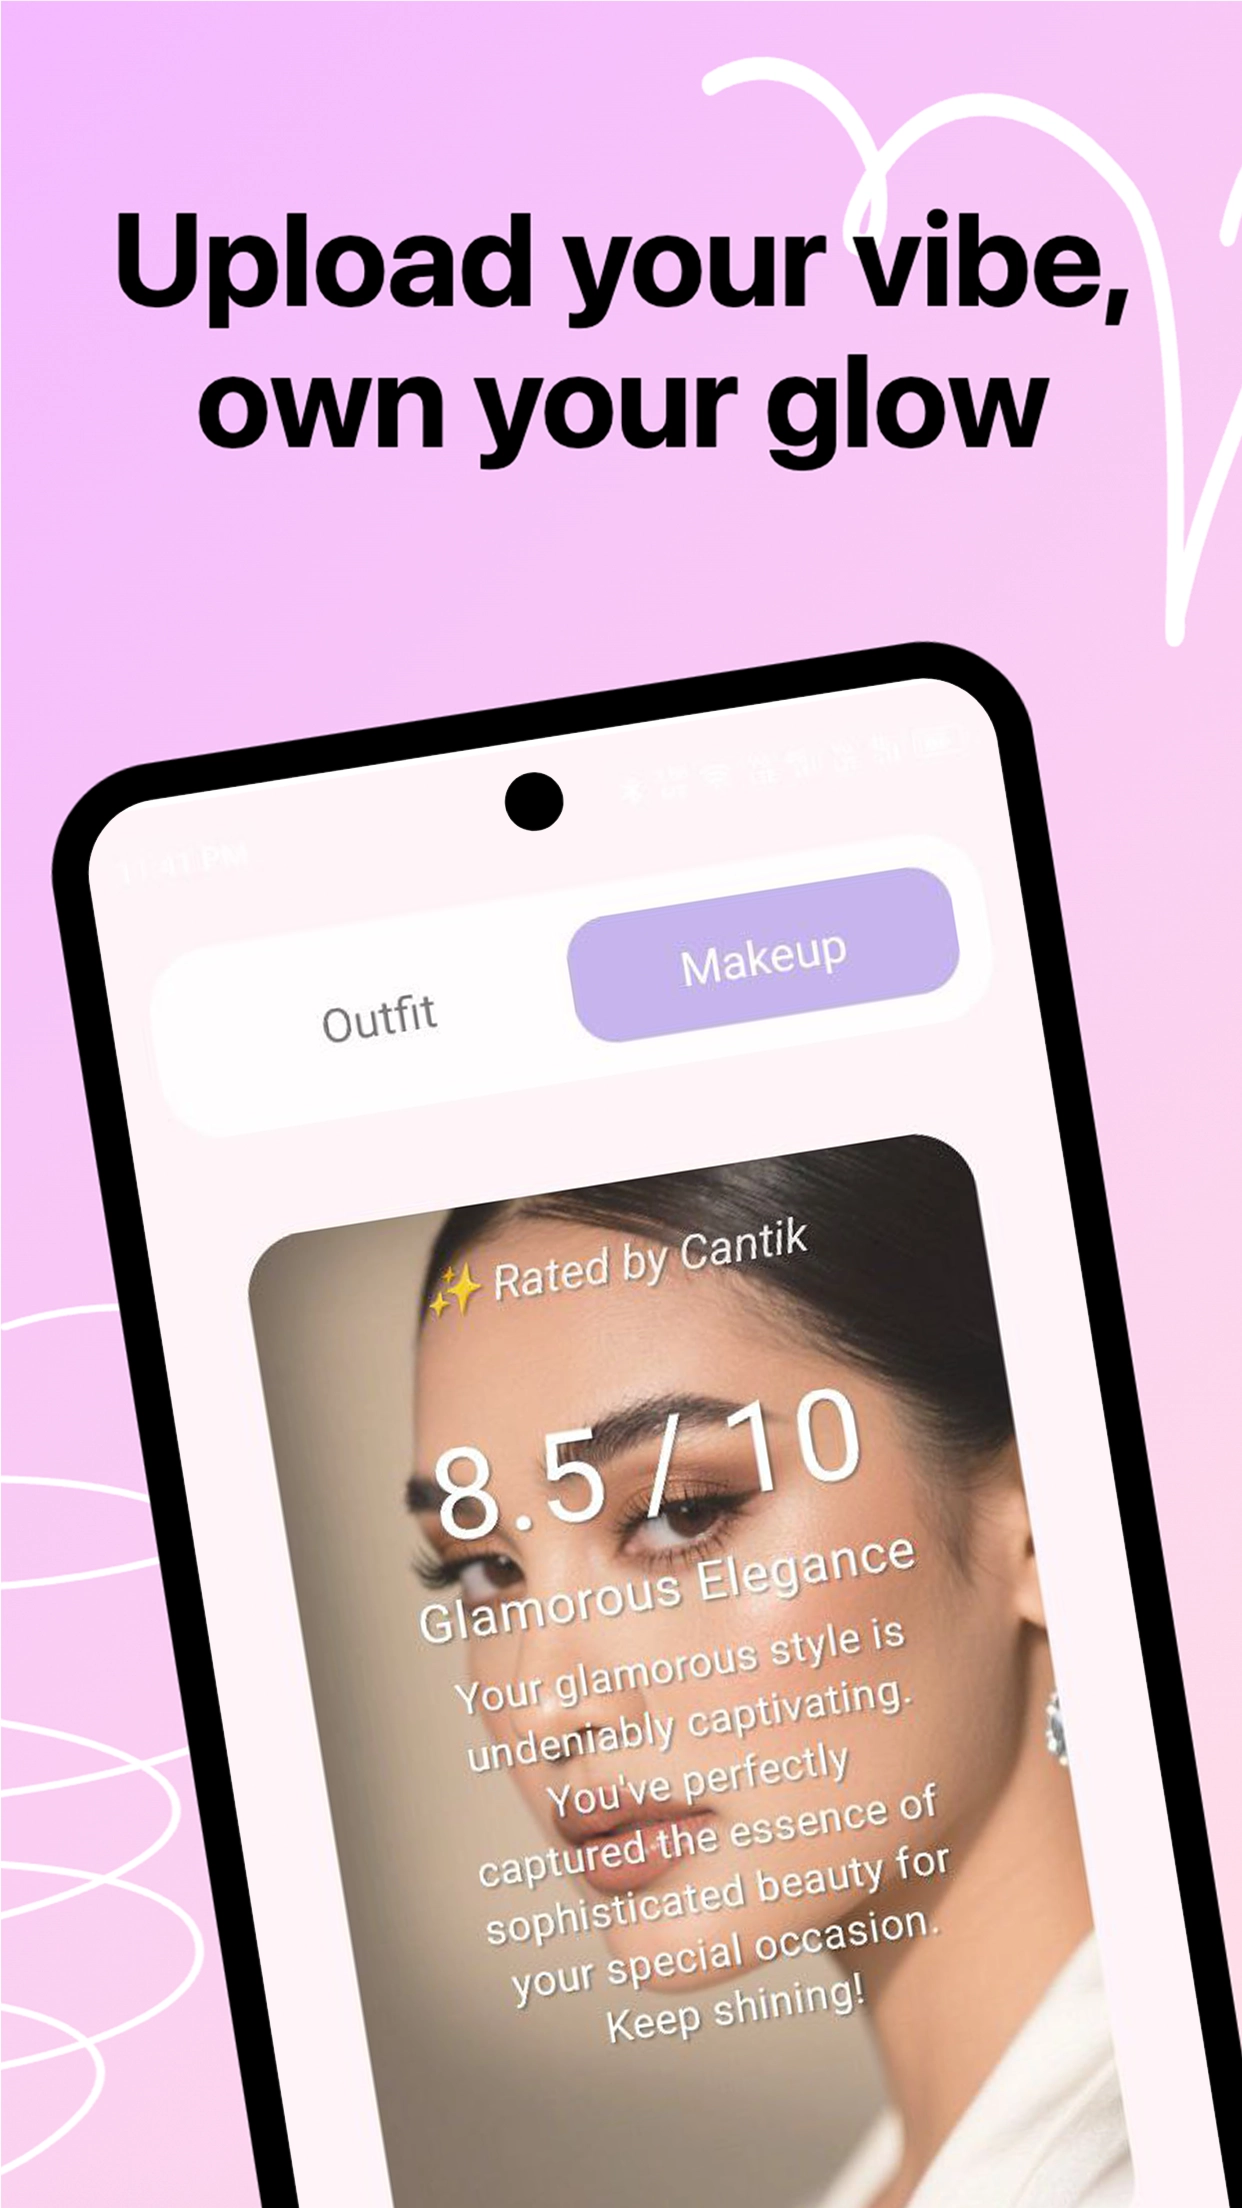 Upload your vibe,
own your glow
11:41 PM
Outfit
Makeup
✨ Rated by Cantik
8.5 / 10
Glamorous Elegance
Your glamorous style is
undeniably captivating.
You've perfectly
captured the essence of
sophisticated beauty for
your special occasion.
Keep shining!